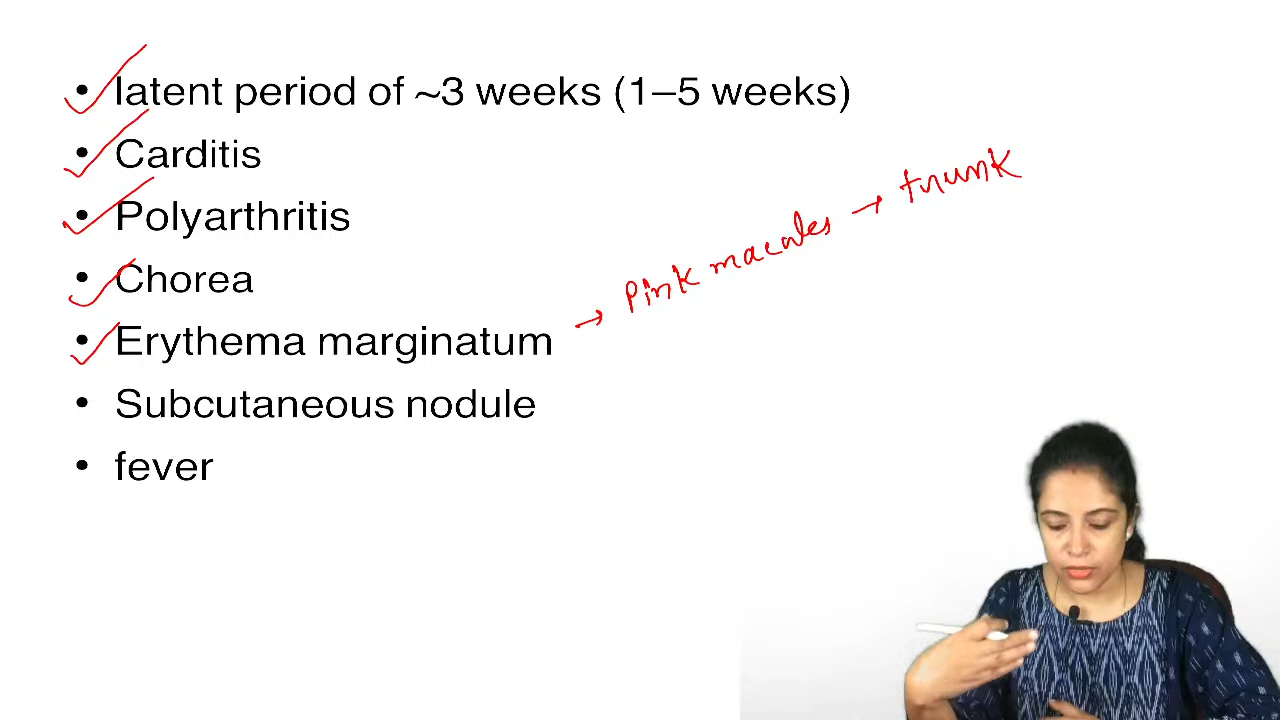 • latent period of ~3 weeks (1–5 weeks)
• Carditis
• Polyarthritis
• Chorea
• Erythema marginatum → Pink macules → trunk
• Subcutaneous nodule
• fever